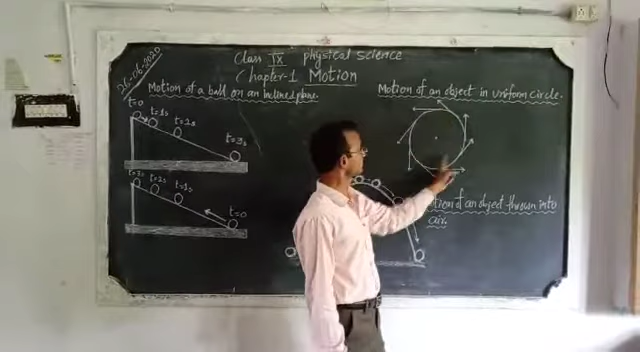 26-06-2020
Class IX physical science
Chapter-1 Motion
Motion of a ball on an inclined plane.
t=0
t=1s
t=2s
t=3s
t=3s
t=2s
t=1s
t=0
Motion of an object in uniform circle.
of an object thrown into
air.